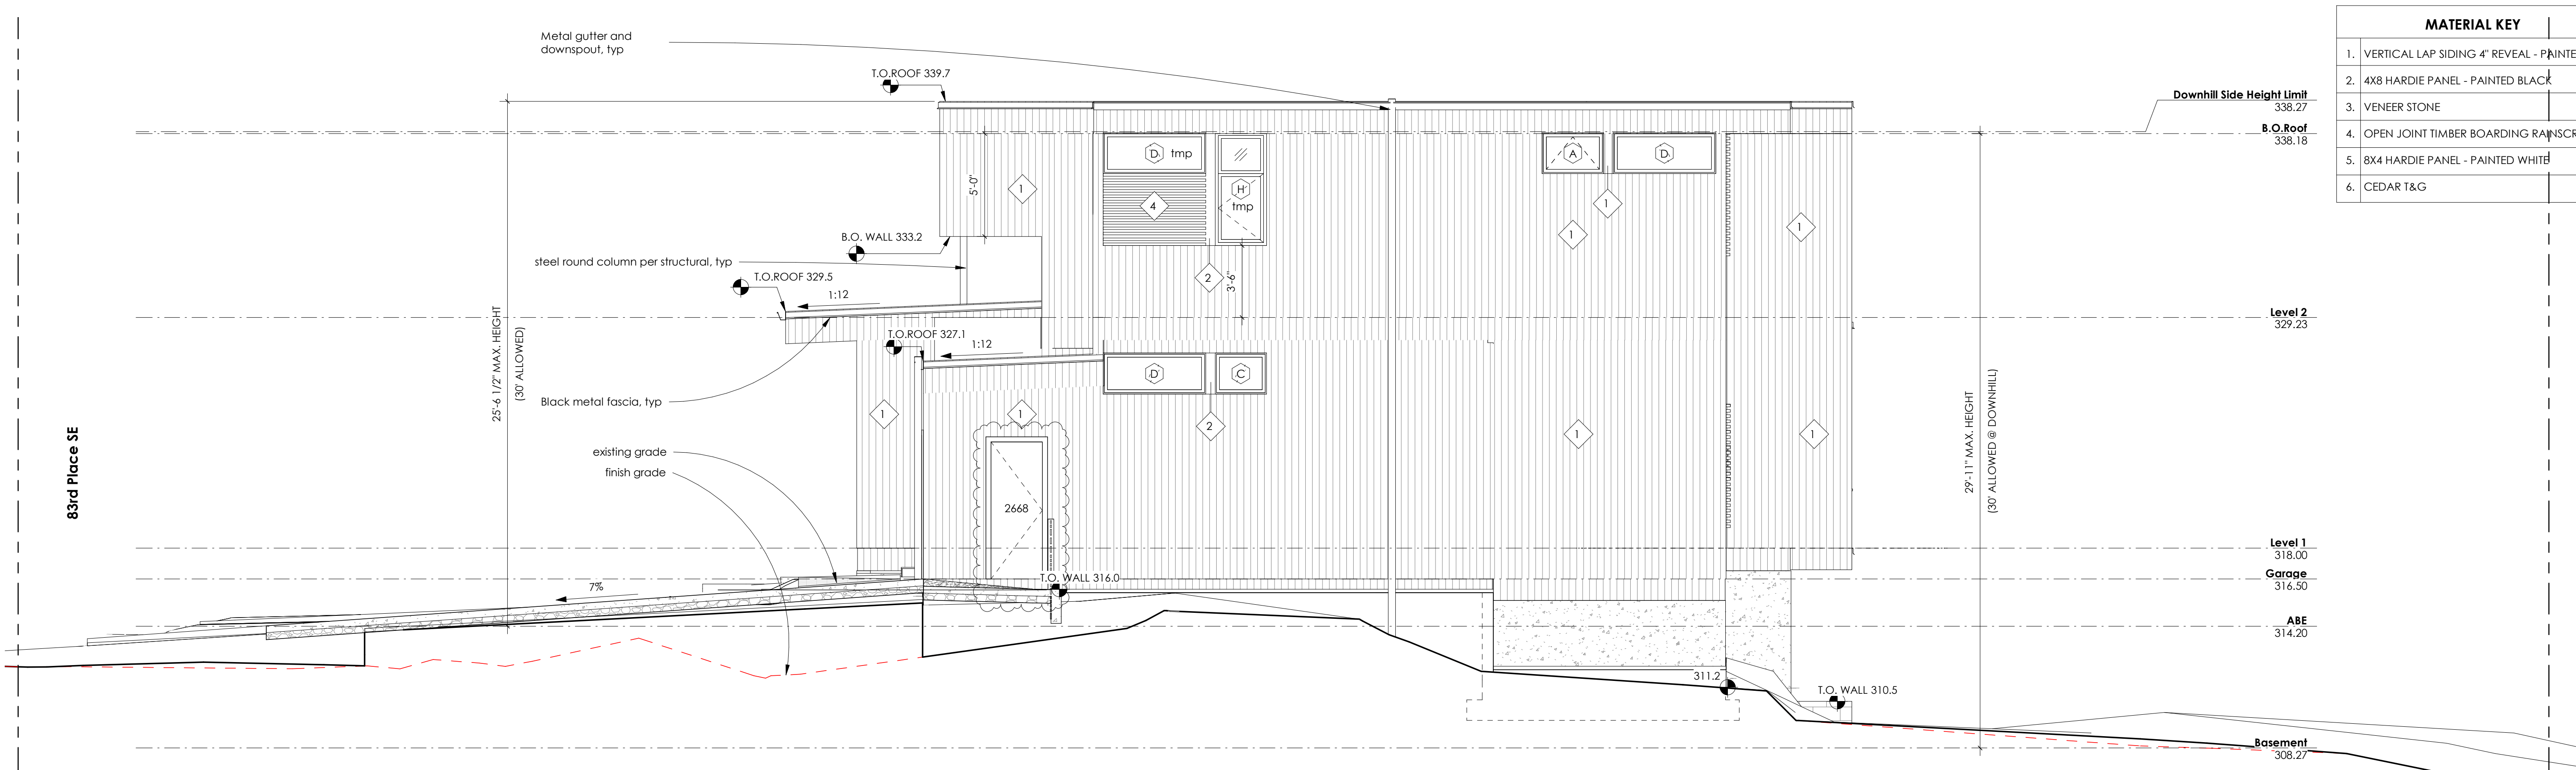 MATERIAL KEY
1. VERTICAL LAP SIDING 4" REVEAL - PAINTE
2. 4X8 HARDIE PANEL - PAINTED BLACK
3. VENEER STONE
4. OPEN JOINT TIMBER BOARDING RAINSCR
5. 8X4 HARDIE PANEL - PAINTED WHITE
6. CEDAR T&G
Metal gutter and
downspout, typ
T.O.ROOF 339.7
Downhill Side Height Limit
338.27
B.O.Roof
338.18
D
tmp
A
D
5'-0"
1
H
tmp
4
1
1
1
B.O. WALL 333.2
steel round column per structural, typ
T.O.ROOF 329.5
1:12
2
3'-6"
Level 2
329.23
T.O.ROOF 327.1
1:12
25'-6 1/2" MAX. HEIGHT
(30' ALLOWED)
D
C
Black metal fascia, typ
1
1
2
1
1
29'-11" MAX. HEIGHT
(30' ALLOWED @ DOWNHILL)
83rd Place SE
existing grade
finish grade
2668
Level 1
318.00
7%
T.O. WALL 316.0
Garage
316.50
ABE
314.20
311.2
T.O. WALL 310.5
Basement
308.27